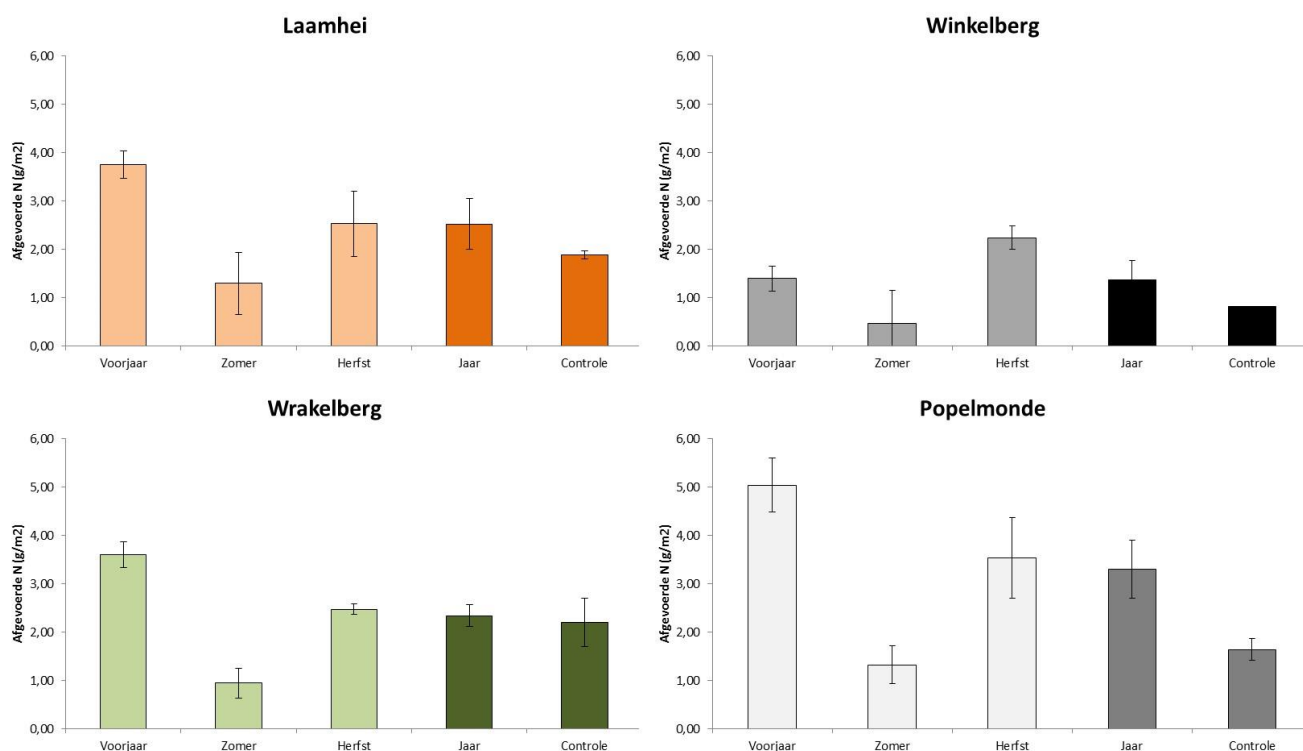 Laamhei
Afgevoerde N (g/m2)
6,00
5,00
4,00
3,00
2,00
1,00
0,00
Voorjaar Zomer Herfst Jaar Controle
Winkelberg
Afgevoerde N (g/m2)
6,00
5,00
4,00
3,00
2,00
1,00
0,00
Voorjaar Zomer Herfst Jaar Controle
Wrakelberg
Afgevoerde N (g/m2)
6,00
5,00
4,00
3,00
2,00
1,00
0,00
Voorjaar Zomer Herfst Jaar Controle
Popelmonde
Afgevoerde N (g/m2)
6,00
5,00
4,00
3,00
2,00
1,00
0,00
Voorjaar Zomer Herfst Jaar Controle